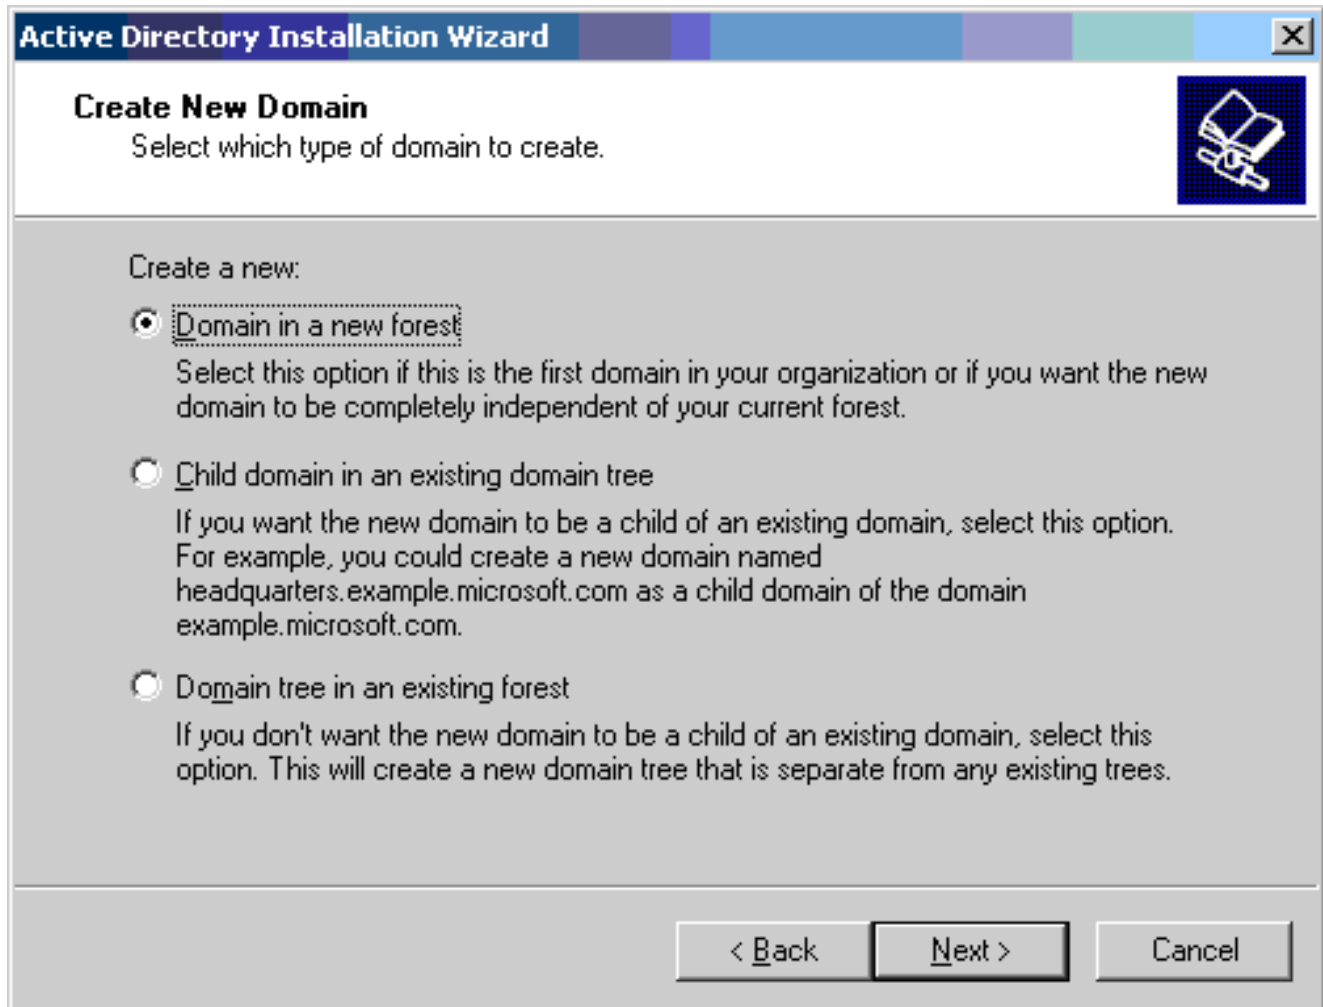 Active Directory Installation Wizard
Create New Domain
Select which type of domain to create.
Create a new:
Domain in a new forest
Select this option if this is the first domain in your organization or if you want the new
domain to be completely independent of your current forest.
Child domain in an existing domain tree
If you want the new domain to be a child of an existing domain, select this option.
For example, you could create a new domain named
headquarters.example.microsoft.com as a child domain of the domain
example.microsoft.com.
Domain tree in an existing forest
If you don't want the new domain to be a child of an existing domain, select this
option. This will create a new domain tree that is separate from any existing trees.
< Back Next > Cancel